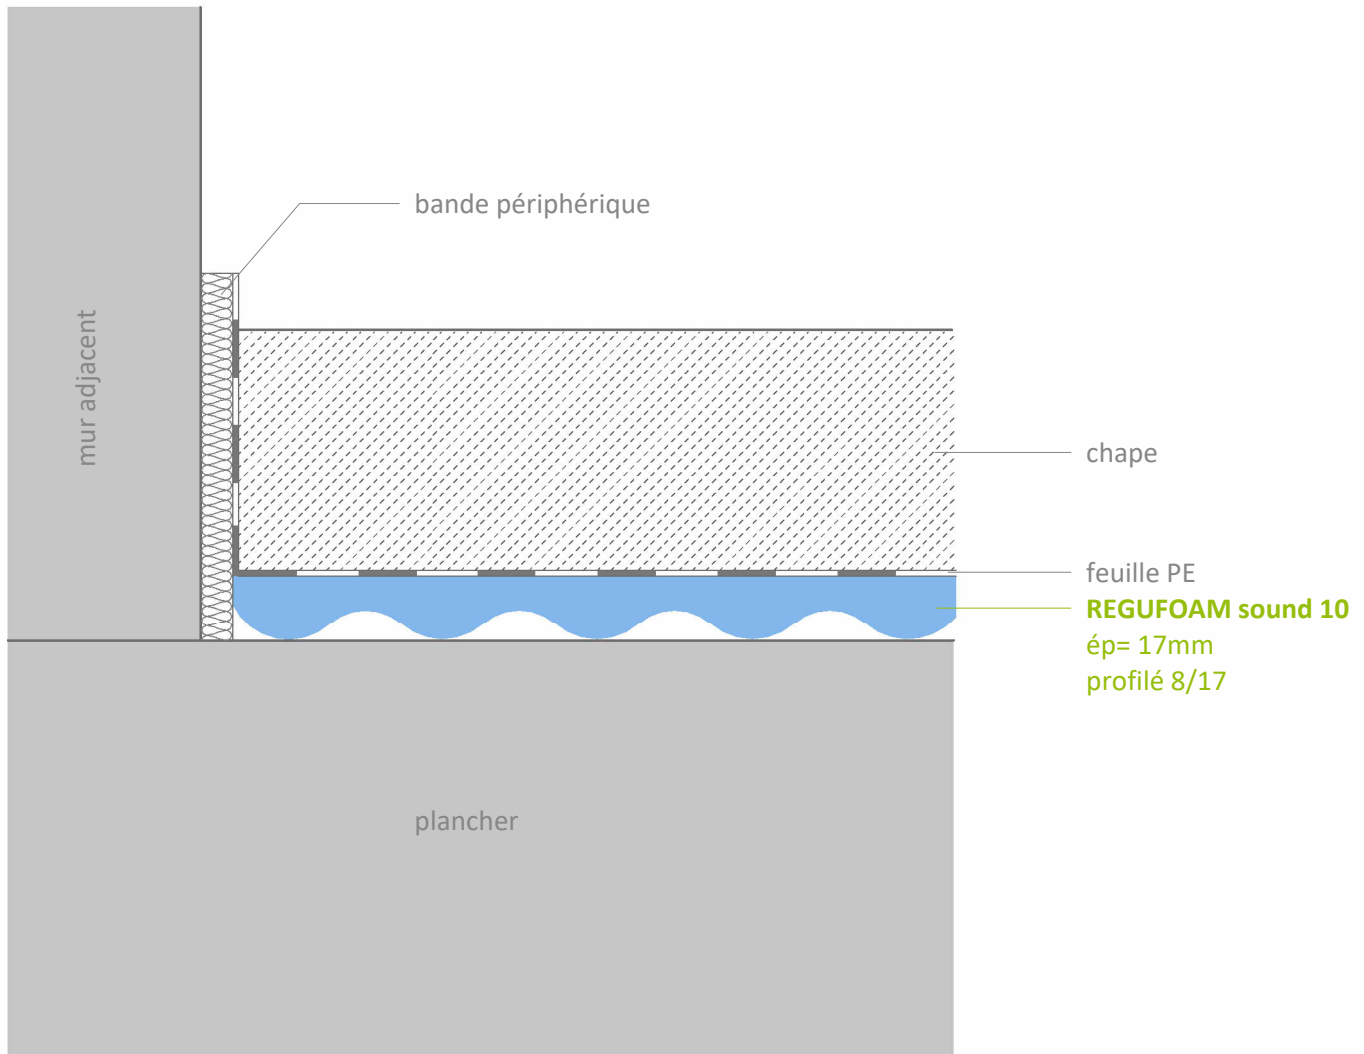 bande périphérique
mur adjacent
chape
feuille PE
REGUFOAM sound 10
ép= 17mm
profilé 8/17
plancher